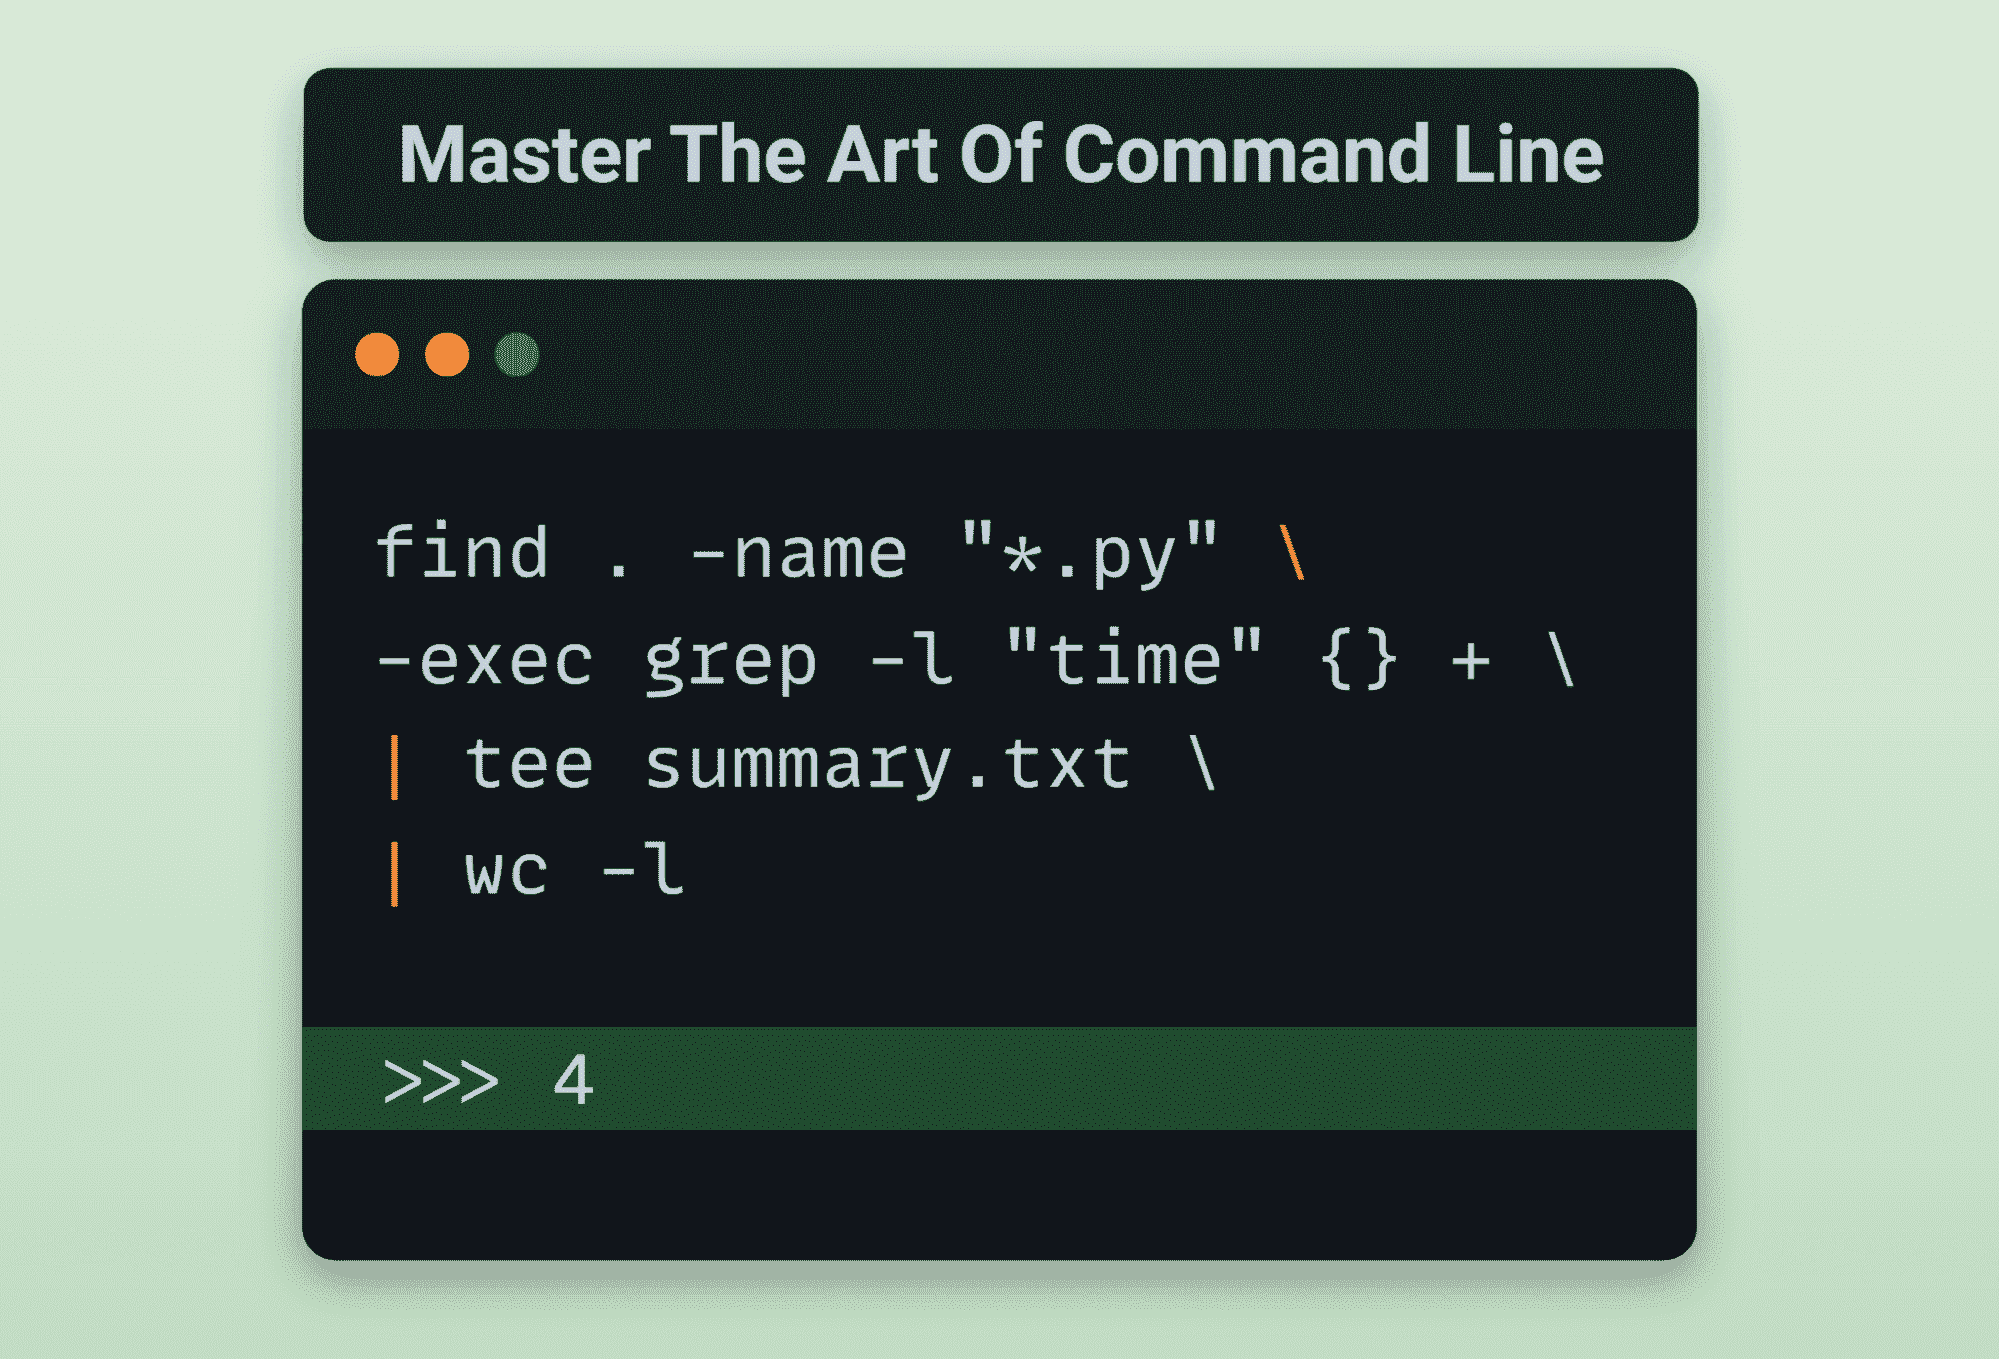 Master The Art Of Command Line
find . -name "*.py" \
-exec grep -l "time" {} + \
| tee summary.txt \
| wc -l
>>> 4